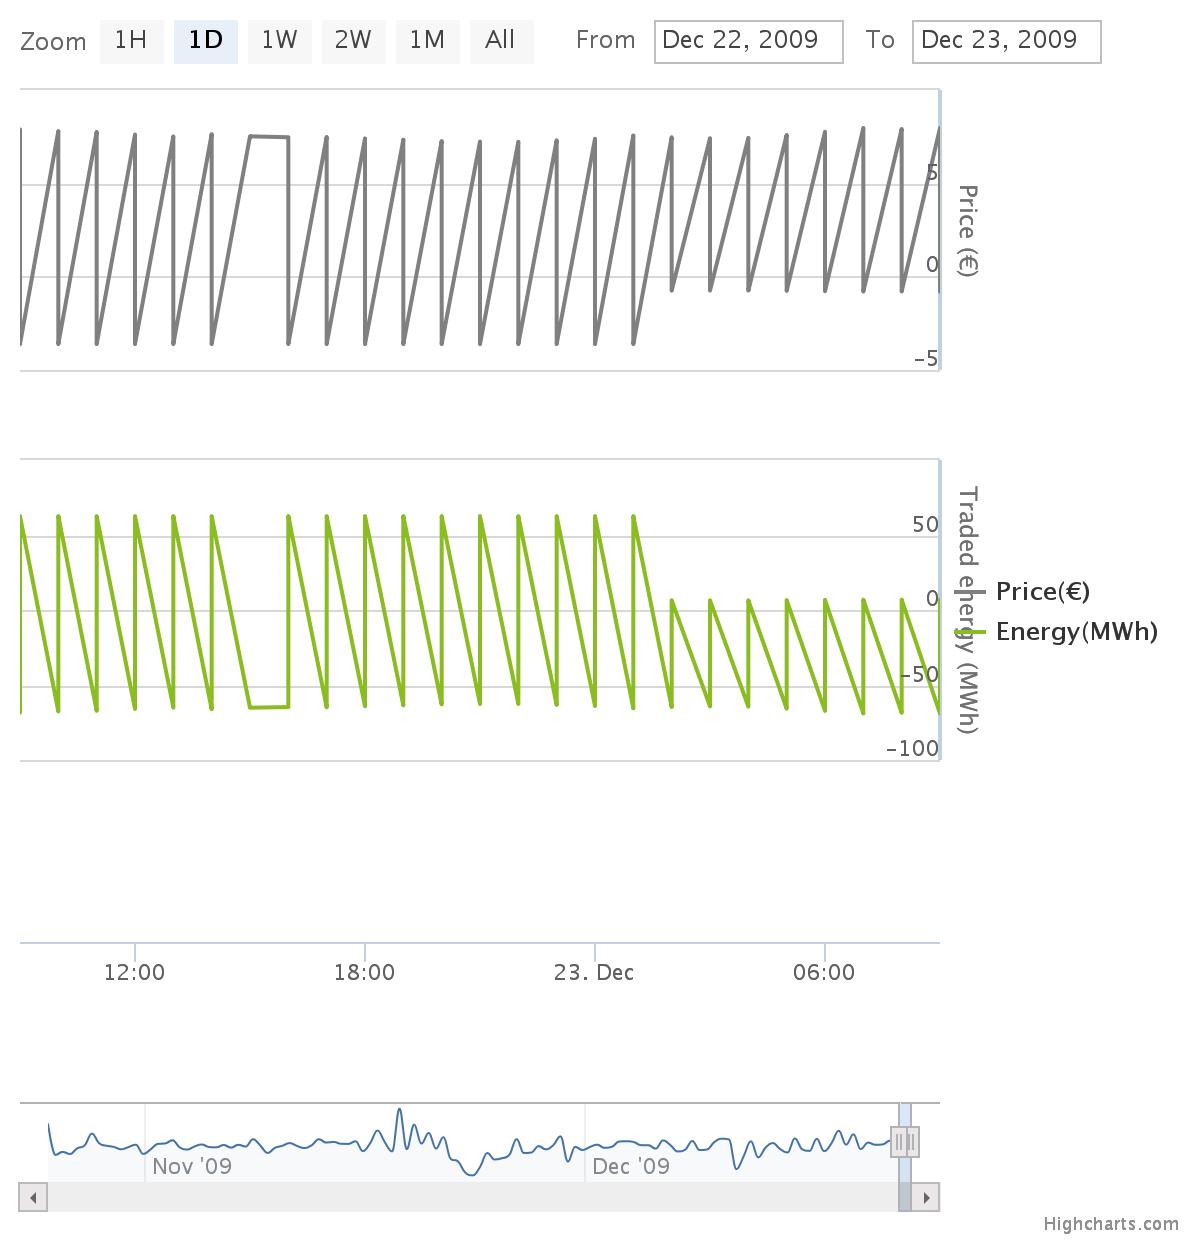 Zoom 1H 1D 1W 2W 1M All From Dec 22, 2009 To Dec 23, 2009
5
0
−5
Price (€)
50
0
−50
−100
Traded energy (MWh)
Price(€)
Energy(MWh)
12:00 18:00 23. Dec 06:00
Nov '09 Dec '09
Highcharts.com